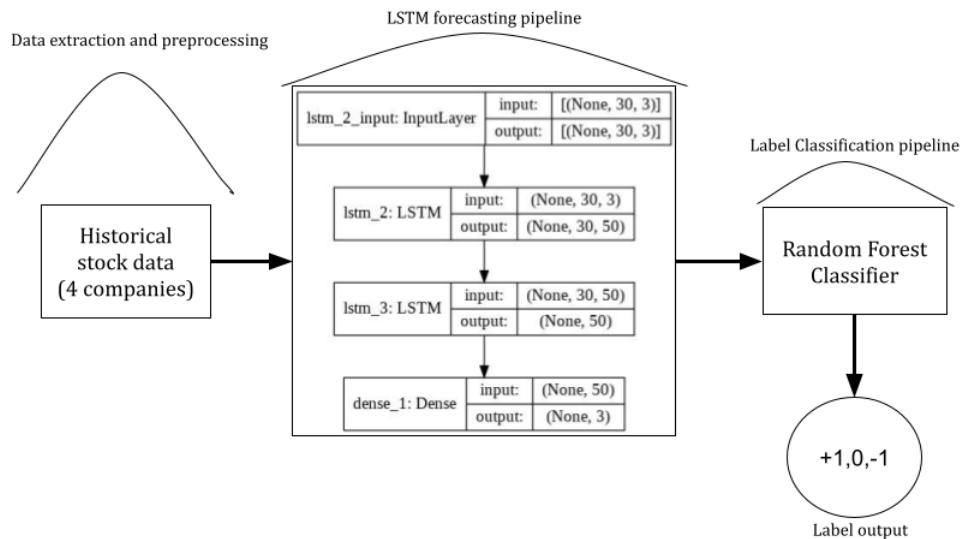 LSTM forecasting pipeline
Data extraction and preprocessing
Label Classification pipeline
Historical
stock data
(4 companies)
lstm_2_input: InputLayer
input:
[(None, 30, 3)]
output:
[(None, 30, 3)]
lstm_2: LSTM
input:
(None, 30, 3)
output:
(None, 30, 50)
lstm_3: LSTM
input:
(None, 30, 50)
output:
(None, 50)
dense_1: Dense
input:
(None, 50)
output:
(None, 3)
Random Forest
Classifier
+1,0,-1
Label output